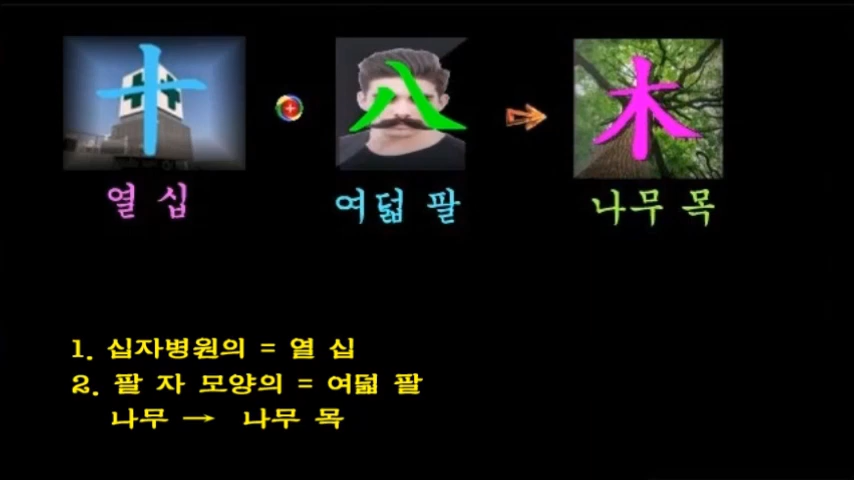 十 八 木
열 십 여덟 팔 나무 목
1. 십자병원의 = 열 십
2. 팔 자 모양의 = 여덟 팔
나무 → 나무 목